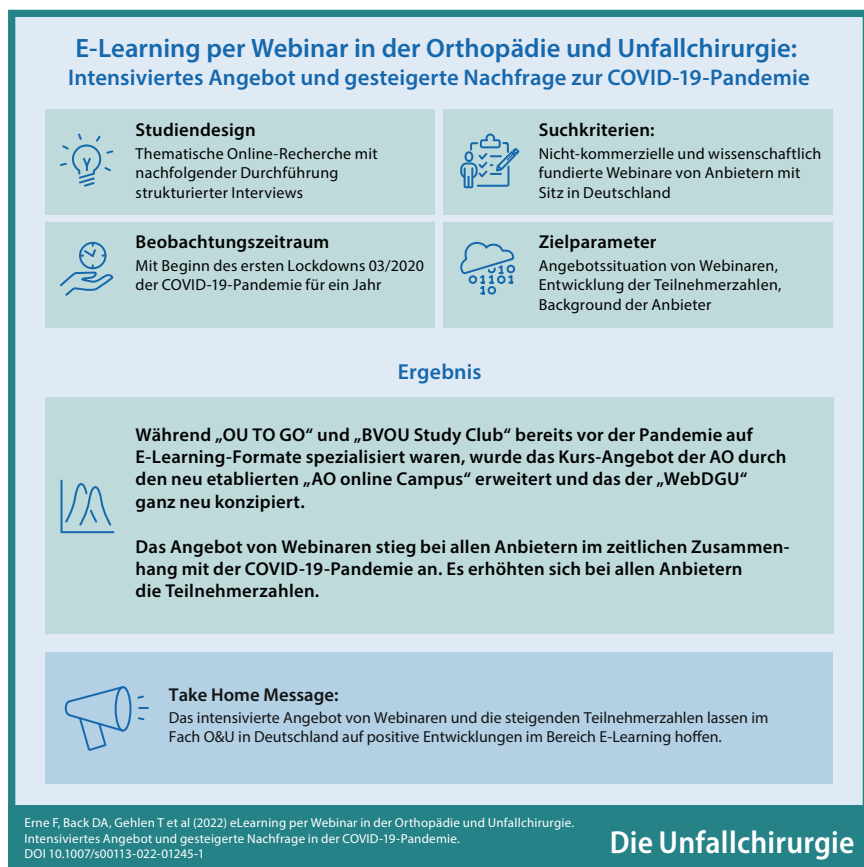 E-Learning per Webinar in der Orthopädie und Unfallchirurgie:
Intensiviertes Angebot und gesteigerte Nachfrage zur COVID-19-Pandemie
Studiendesign
Thematische Online-Recherche mit
nachfolgender Durchführung
strukturierter Interviews
Suchkriterien:
Nicht-kommerzielle und wissenschaftlich
fundierte Webinare von Anbietern mit
Sitz in Deutschland
Beobachtungszeitraum
Mit Beginn des ersten Lockdowns 03/2020
der COVID-19-Pandemie für ein Jahr
010
01101
10
Zielparameter
Angebotssituation von Webinaren,
Entwicklung der Teilnehmerzahlen,
Background der Anbieter
Ergebnis
Während „OU TO GO“ und „BVOU Study Club“ bereits vor der Pandemie auf
E-Learning-Formate spezialisiert waren, wurde das Kurs-Angebot der AO durch
den neu etablierten „AO online Campus“ erweitert und das der „WebDGU“
ganz neu konzipiert.
Das Angebot von Webinaren stieg bei allen Anbietern im zeitlichen Zusammen-
hang mit der COVID-19-Pandemie an. Es erhöhten sich bei allen Anbietern
die Teilnehmerzahlen.
Take Home Message:
Das intensivierte Angebot von Webinaren und die steigenden Teilnehmerzahlen lassen im
Fach O&U in Deutschland auf positive Entwicklungen im Bereich E-Learning hoffen.
Erne F, Back DA, Gehlen T et al (2022) eLearning per Webinar in der Orthopädie und Unfallchirurgie.
Intensiviertes Angebot und gesteigerte Nachfrage in der COVID-19-Pandemie.
DOI 10.1007/s00113-022-01245-1
Die Unfallchirurgie